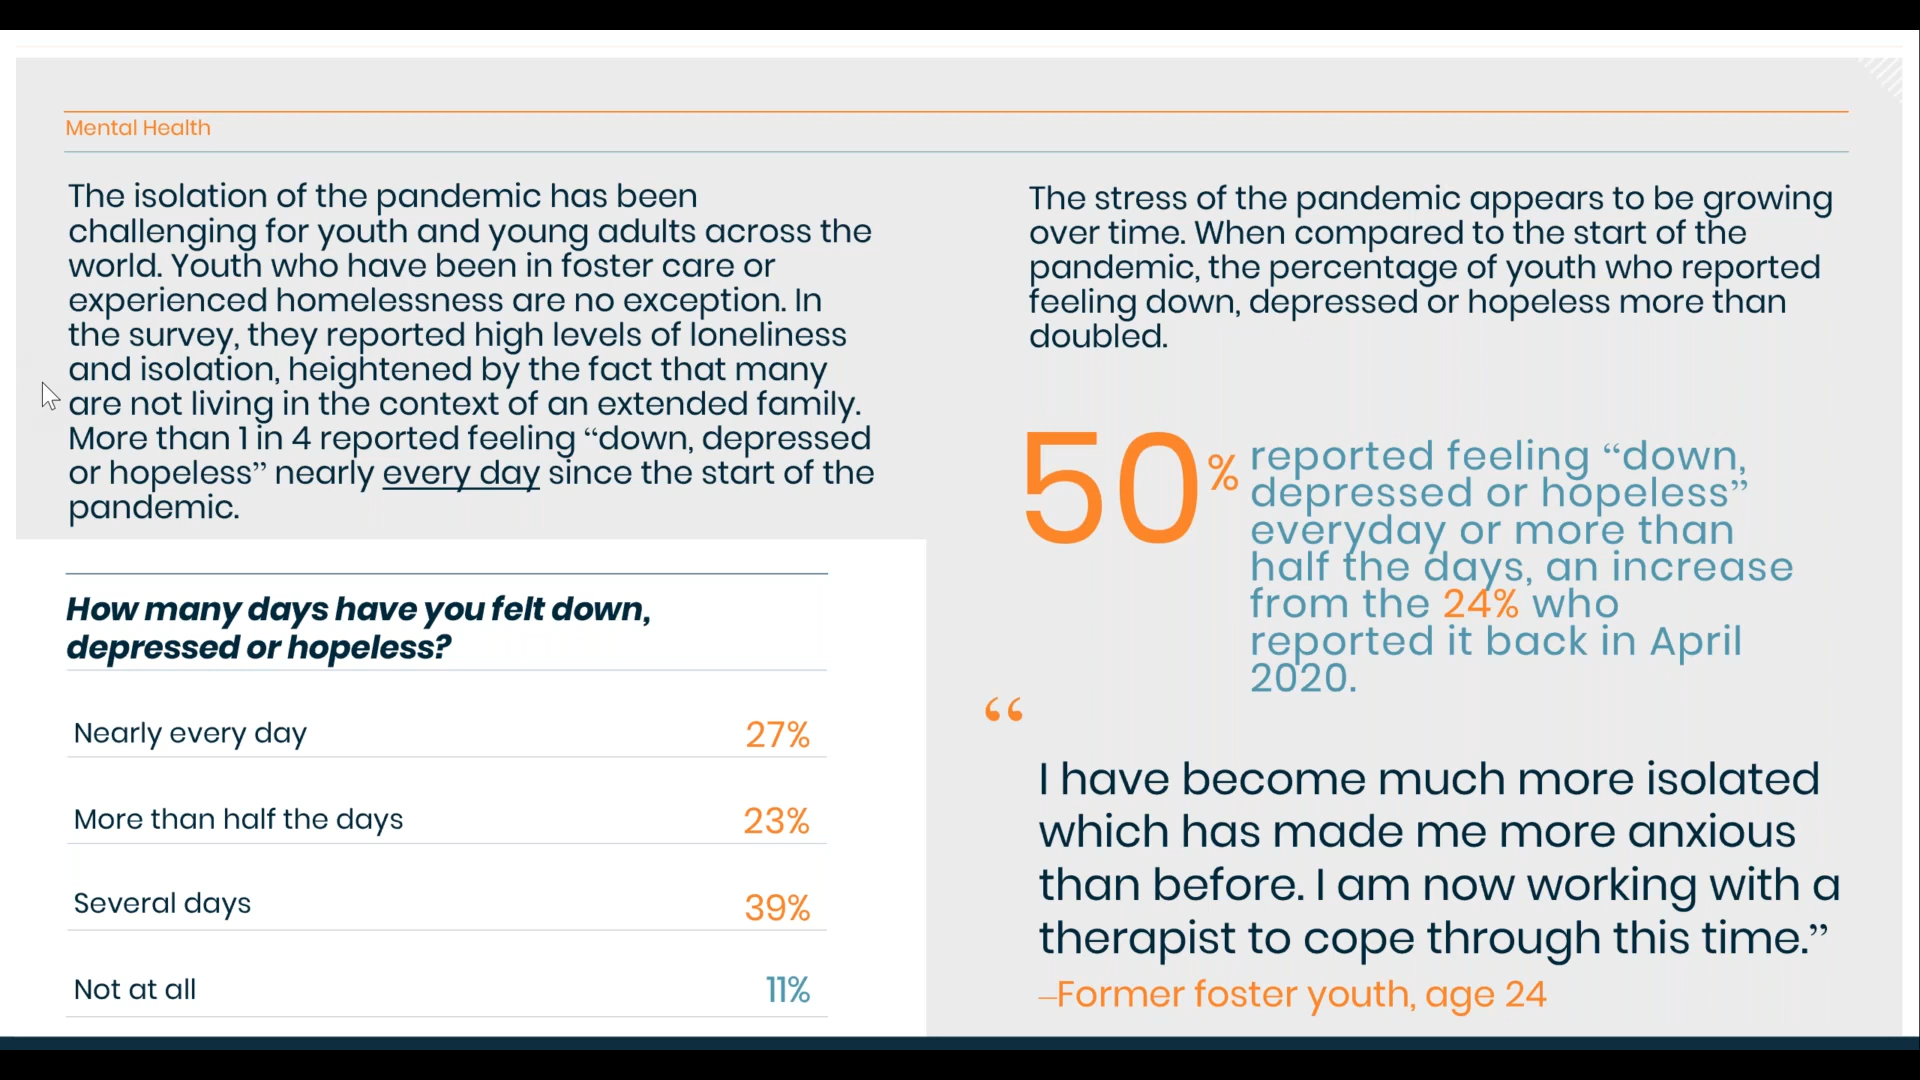 Mental Health
The isolation of the pandemic has been
challenging for youth and young adults across the
world. Youth who have been in foster care or
experienced homelessness are no exception. In
the survey, they reported high levels of loneliness
and isolation, heightened by the fact that many
are not living in the context of an extended family.
More than 1 in 4 reported feeling “down, depressed
or hopeless” nearly every day since the start of the
pandemic.
How many days have you felt down,
depressed or hopeless?
Nearly every day 27%
More than half the days 23%
Several days 39%
Not at all 11%
The stress of the pandemic appears to be growing
over time. When compared to the start of the
pandemic, the percentage of youth who reported
feeling down, depressed or hopeless more than
doubled.
50%
reported feeling “down,
depressed or hopeless”
everyday or more than
half the days, an increase
from the 24% who
reported it back in April
2020.
“
I have become much more isolated
which has made me more anxious
than before. I am now working with a
therapist to cope through this time.”
–Former foster youth, age 24